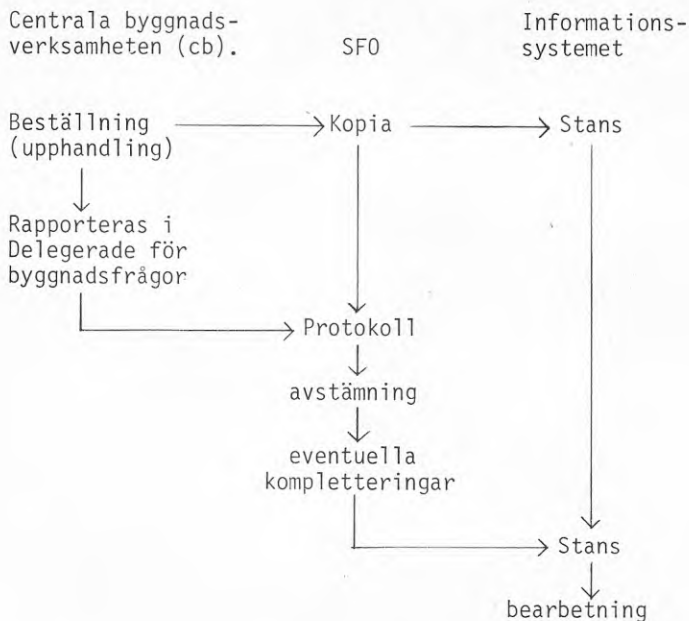 Centrala byggnads-
verksamheten (cb).
SFO
Informations-
systemet
Beställning
(upphandling)
Kopia
Stans
Rapporteras i
Delegerade för
byggnadsfrågor
Protokoll
avstämning
eventuella
kompletteringar
Stans
bearbetning